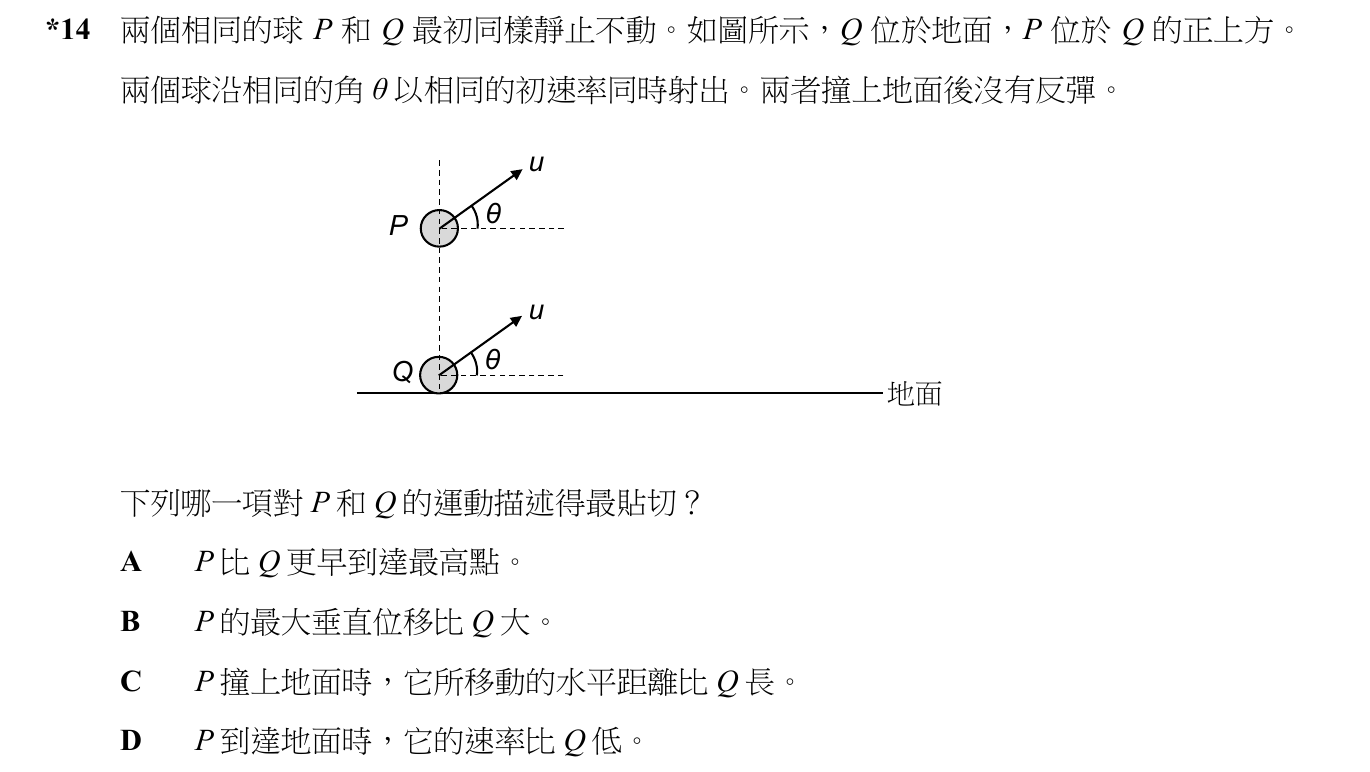 *14 兩個相同的球 P 和 Q 最初同樣靜止不動。如圖所示，Q 位於地面，P 位於 Q 的正上方。
兩個球沿相同的角 θ 以相同的初速率同時射出。兩者撞上地面後沒有反彈。
u
P
θ
u
Q
θ
地面
下列哪一項對 P 和 Q 的運動描述得最貼切？
A P 比 Q 更早到達最高點。
B P 的最大垂直位移比 Q 大。
C P 撞上地面時，它所移動的水平距離比 Q 長。
D P 到達地面時，它的速率比 Q 低。